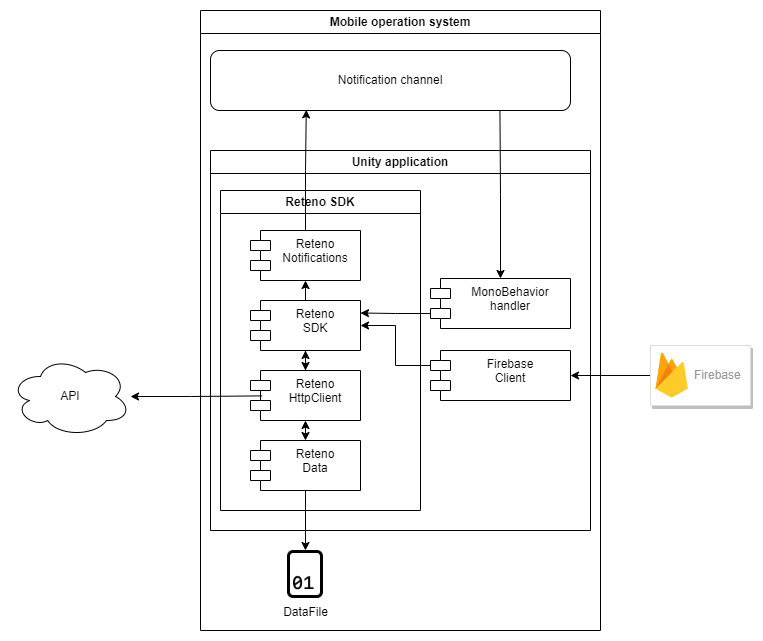 Mobile operation system
Notification channel
Unity application
Reteno SDK
Reteno
Notifications
MonoBehavior
handler
Reteno
SDK
Firebase
Client
Firebase
Reteno
HttpClient
API
Reteno
Data
01
DataFile